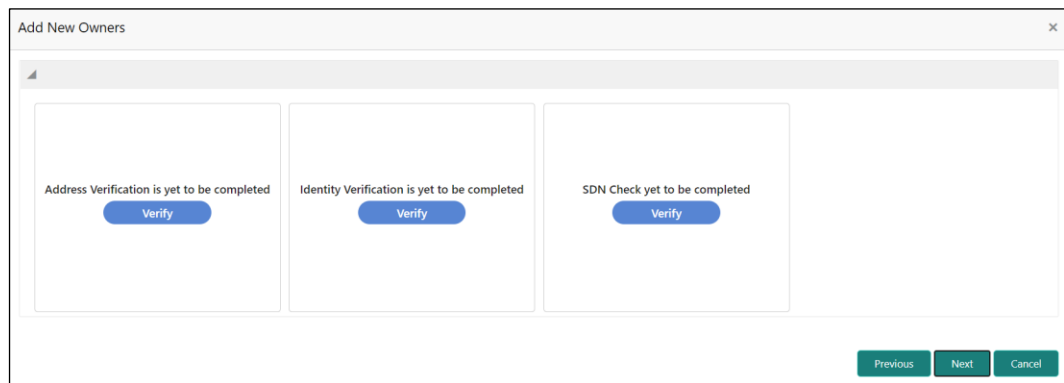 Add New Owners
Address Verification is yet to be completed
Verify
Identity Verification is yet to be completed
Verify
SDN Check yet to be completed
Verify
Previous
Next
Cancel